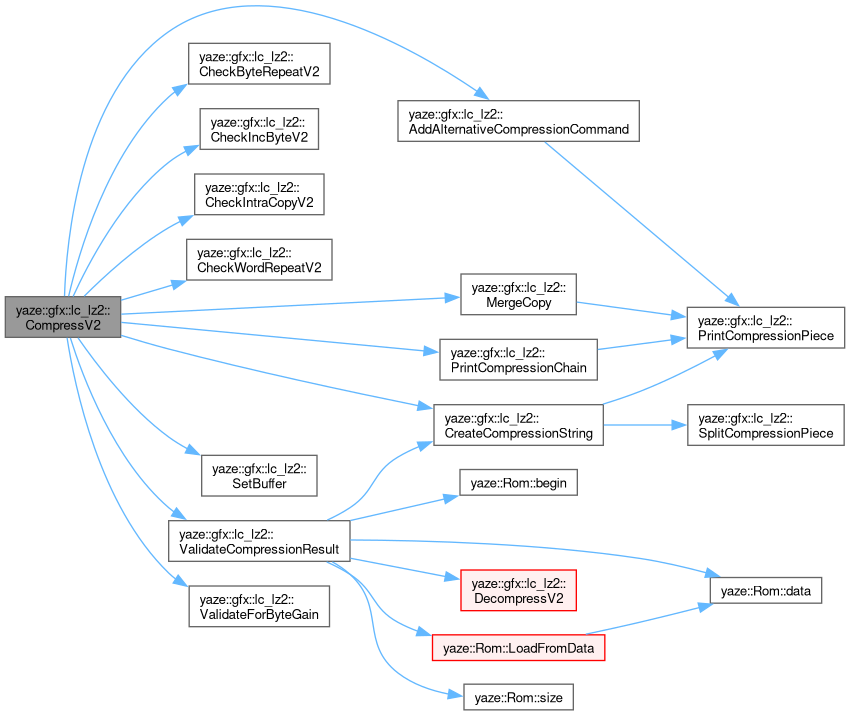 yaze::gfx::lc_lz2::
CompressV2
yaze::gfx::lc_lz2::
CheckByteRepeatV2
yaze::gfx::lc_lz2::
CheckIncByteV2
yaze::gfx::lc_lz2::
CheckIntraCopyV2
yaze::gfx::lc_lz2::
CheckWordRepeatV2
yaze::gfx::lc_lz2::
SetBuffer
yaze::gfx::lc_lz2::
ValidateCompressionResult
yaze::gfx::lc_lz2::
ValidateForByteGain
yaze::gfx::lc_lz2::
AddAlternativeCompressionCommand
yaze::gfx::lc_lz2::
MergeCopy
yaze::gfx::lc_lz2::
PrintCompressionChain
yaze::gfx::lc_lz2::
CreateCompressionString
yaze::Rom::begin
yaze::gfx::lc_lz2::
DecompressV2
yaze::Rom::LoadFromData
yaze::Rom::size
yaze::gfx::lc_lz2::
PrintCompressionPiece
yaze::gfx::lc_lz2::
SplitCompressionPiece
yaze::Rom::data